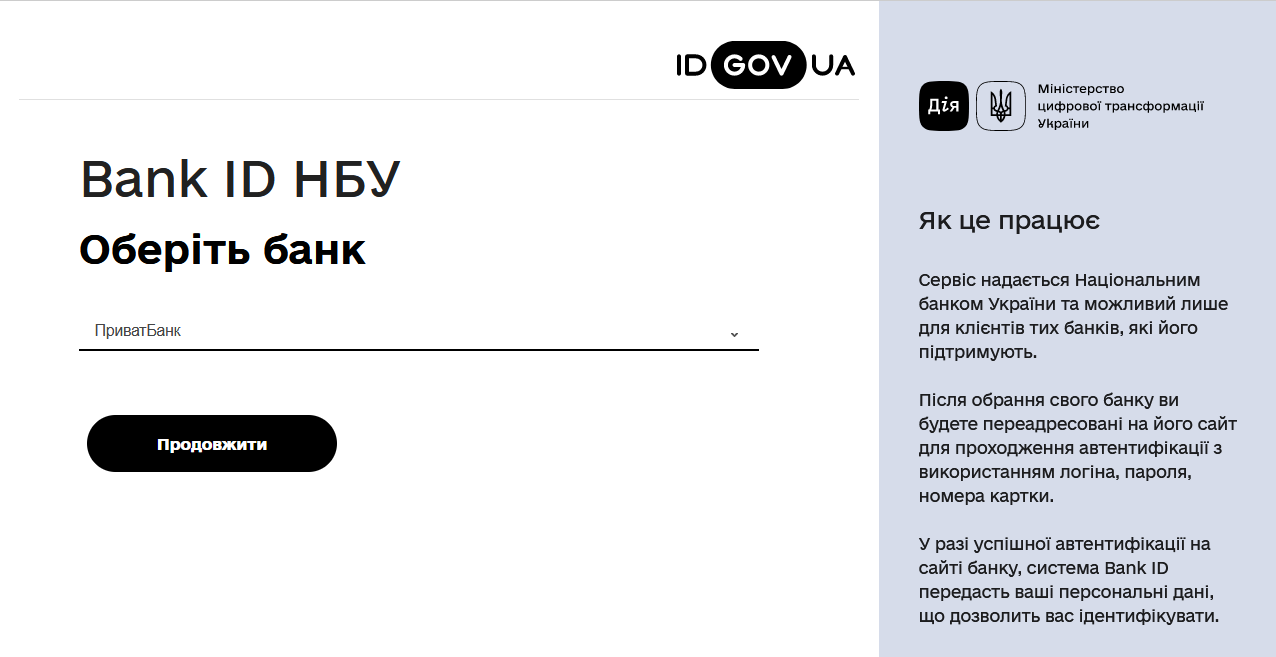 ID GOV UA
Bank ID НБУ
Оберіть банк
ПриватБанк
Продовжити
Дія
Міністерство
цифрової трансформації
України
Як це працює
Сервіс надається Національним
банком України та можливий лише
для клієнтів тих банків, які його
підтримують.
Після обрання свого банку ви
будете переадресовані на його сайт
для проходження автентифікації з
використанням логіна, пароля,
номера картки.
У разі успішної автентифікації на
сайті банку, система Bank ID
передасть ваші персональні дані,
що дозволить вас ідентифікувати.